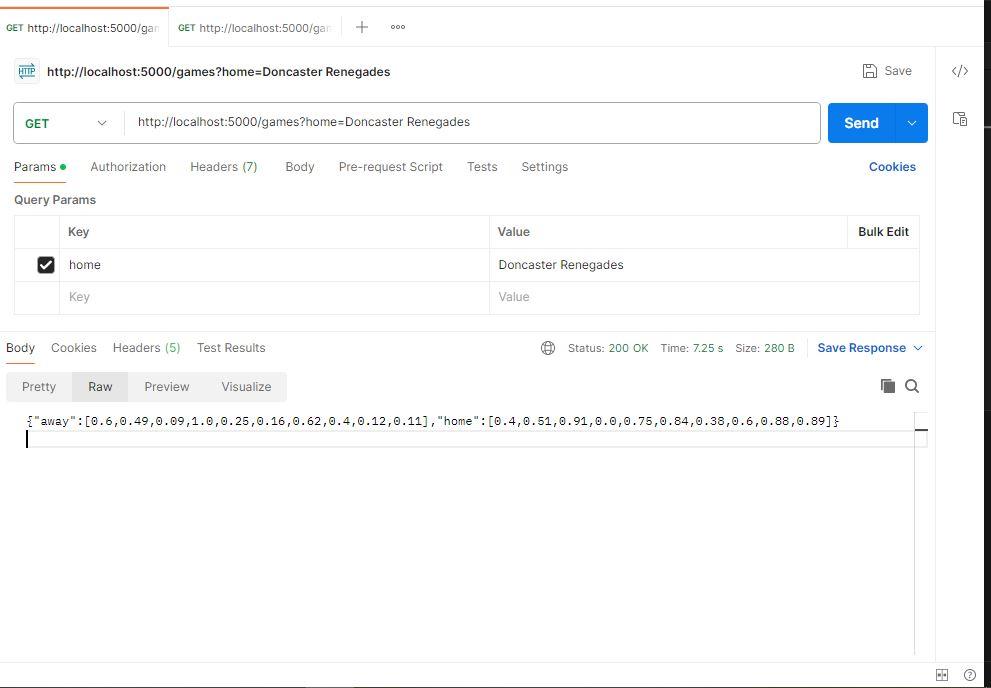 GET http://localhost:5000/gan GET http://localhost:5000/gan
HTTP http://localhost:5000/games?home=Doncaster Renegades Save </>
GET http://localhost:5000/games?home=Doncaster Renegades Send
Params Authorization Headers (7) Body Pre-request Script Tests Settings Cookies
Query Params
Key Value Bulk Edit
home Doncaster Renegades
Key Value
Body Cookies Headers (5) Test Results Status: 200 OK Time: 7.25 s Size: 280 B Save Response
Pretty Raw Preview Visualize
{"away":[0.6,0.49,0.09,1.0,0.25,0.16,0.62,0.4,0.12,0.11],"home":[0.4,0.51,0.91,0.0,0.75,0.84,0.38,0.6,0.88,0.89]}